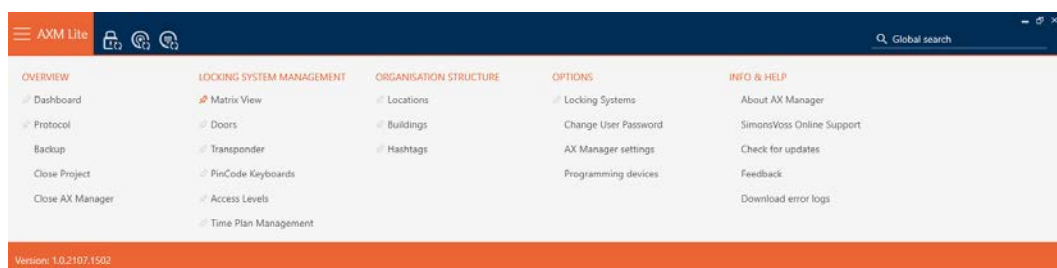 AXM Lite
Global search
OVERVIEW
Dashboard
Protocol
Backup
Close Project
Close AX Manager
LOCKING SYSTEM MANAGEMENT
Matrix View
Doors
Transponder
PinCode Keyboards
Access Levels
Time Plan Management
ORGANISATION STRUCTURE
Locations
Buildings
Hashtags
OPTIONS
Locking Systems
Change User Password
AX Manager settings
Programming devices
INFO & HELP
About AX Manager
SimonsVoss Online Support
Check for updates
Feedback
Download error logs
Version: 1.0.2107.1502